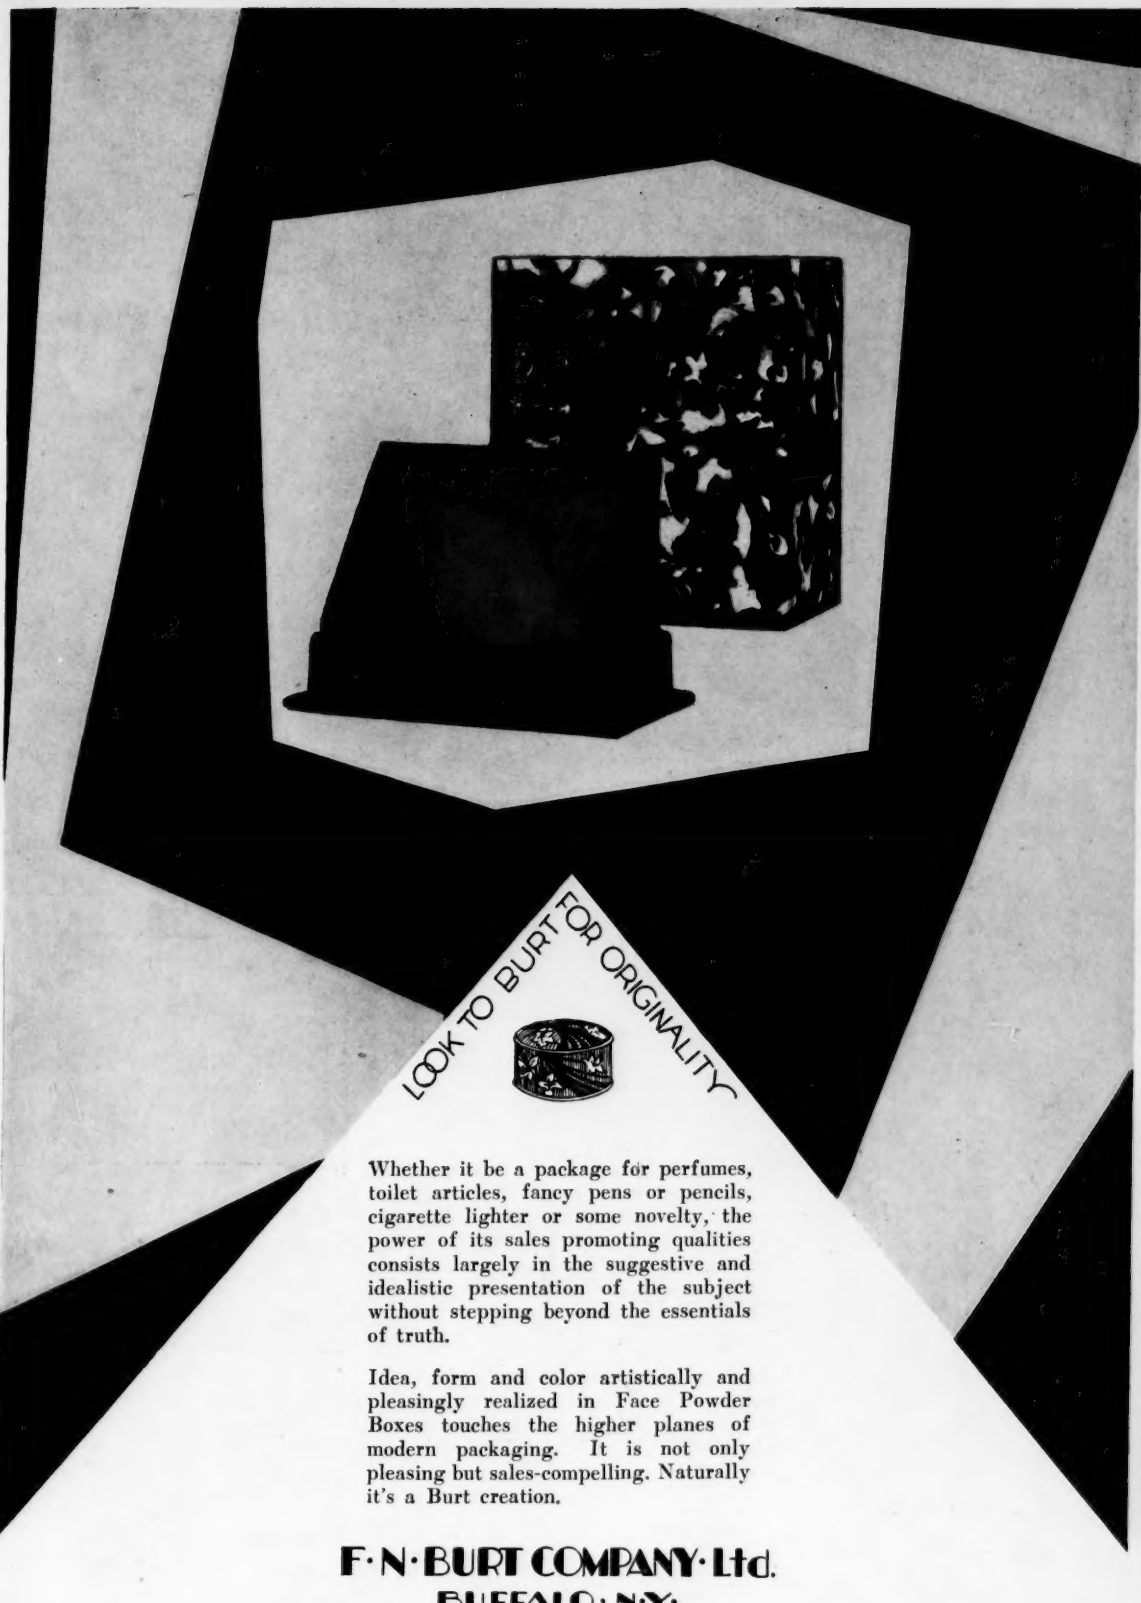 LOOK TO BURT FOR ORIGINALITY
Whether it be a package for perfumes,
toilet articles, fancy pens or pencils,
cigarette lighter or some novelty, the
power of its sales promoting qualities
consists largely in the suggestive and
idealistic presentation of the subject
without stepping beyond the essentials
of truth.
Idea, form and color artistically and
pleasingly realized in Face Powder
Boxes touches the higher planes of
modern packaging. It is not only
pleasing but sales-compelling. Naturally
it's a Burt creation.
F·N·BURT COMPANY·Ltd.
BUFFALO·N·Y·